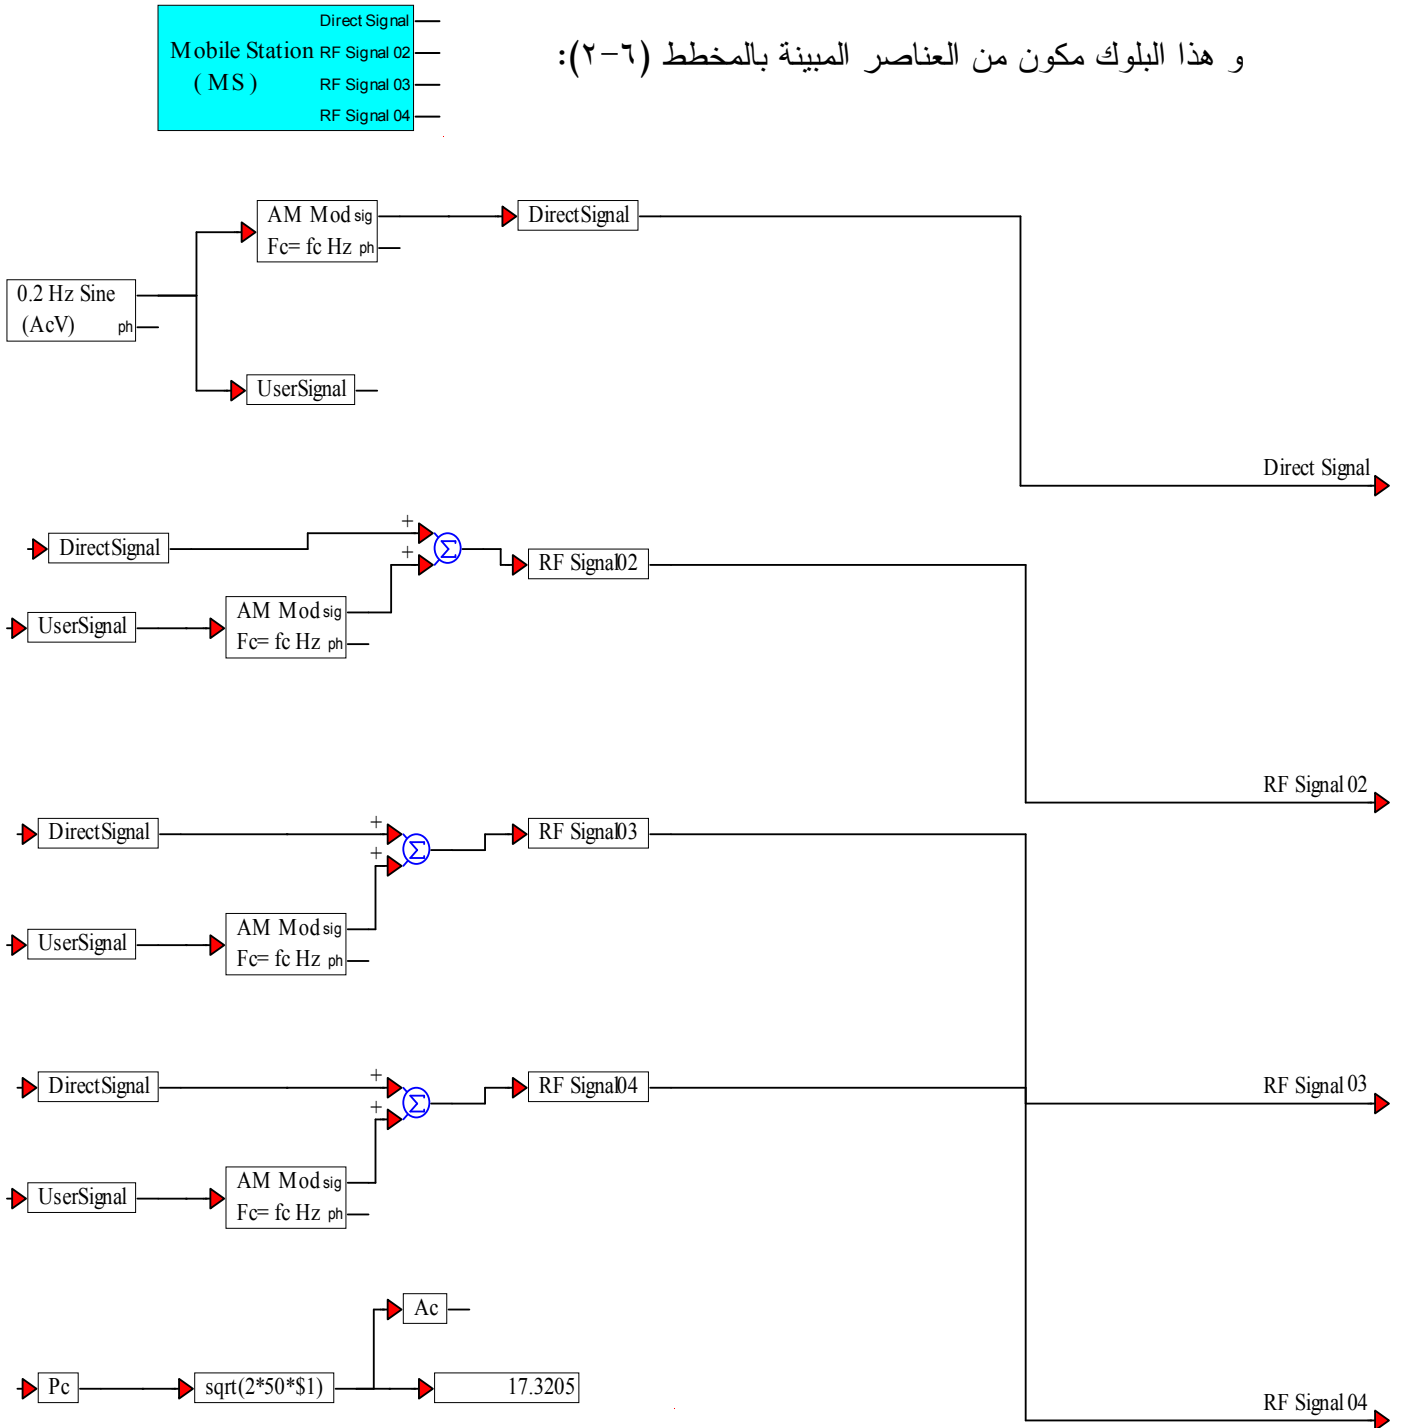 Direct Signal
Mobile Station RF Signal 02
( MS ) RF Signal 03
RF Signal 04
و هذا البلوك مكون من العناصر المبينة بالمخطط (٦-٢):
AM Mod sig
Fc= fc Hz ph
DirectSignal
0.2 Hz Sine
(AcV) ph
UserSignal
Direct Signal
+
DirectSignal
+
Σ
RF Signal02
AM Mod sig
UserSignal
Fc= fc Hz ph
RF Signal 02
+
DirectSignal
RF Signal03
+
Σ
AM Mod sig
UserSignal
Fc= fc Hz ph
+
DirectSignal
RF Signal04
RF Signal 03
+
Σ
AM Mod sig
UserSignal
Fc= fc Hz ph
Ac
Pc
sqrt(2*50*$1)
17.3205
RF Signal 04